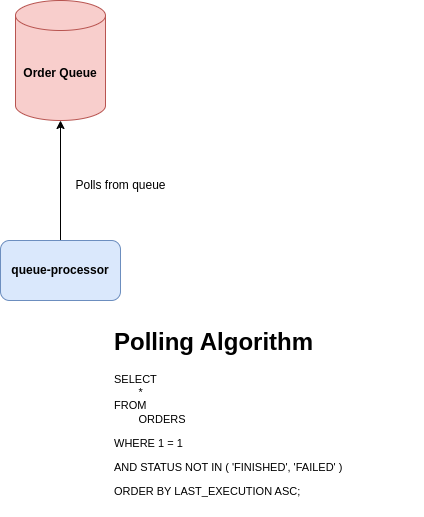 Order Queue
Polls from queue
queue-processor
Polling Algorithm
SELECT
*
FROM
ORDERS
WHERE 1 = 1
AND STATUS NOT IN ( 'FINISHED', 'FAILED' )
ORDER BY LAST_EXECUTION ASC;